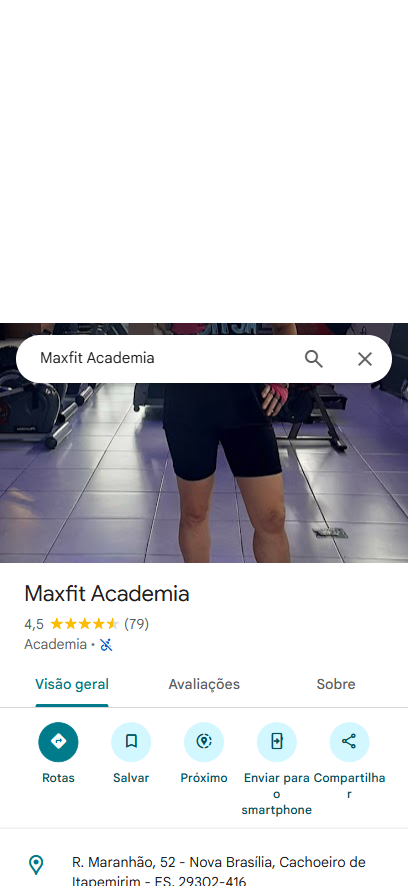 Maxfit Academia
Maxfit Academia
4,5 (79)
Academia •
Visão geral
Avaliações
Sobre
Rotas
Salvar
Próximo
Enviar para o smartphone
Compartilhar
R. Maranhão, 52 - Nova Brasília, Cachoeiro de
Itapemirim - ES, 29302-416